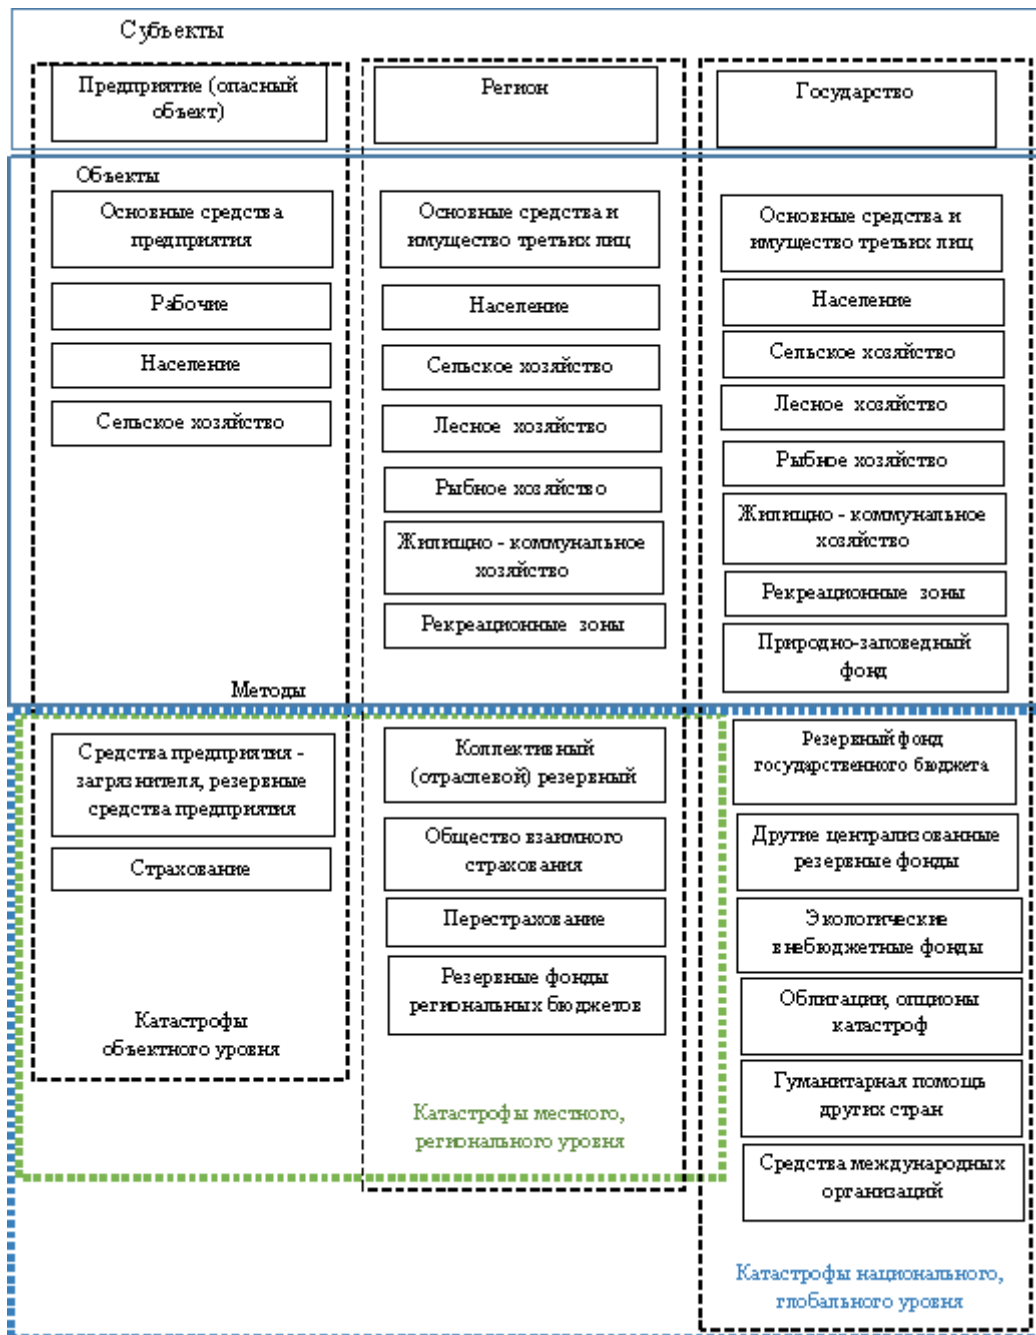 Субъекты
Предприятие (опасный
объект)
Регион
Государство
Объекты
Основные средства
предприятия
Рабочие
Население
Сельское хозяйство
Основные средства и
имущество третьих лиц
Население
Сельское хозяйство
Лесное хозяйство
Рыбное хозяйство
Жилищно - коммунальное
хозяйство
Рекреационные зоны
Основные средства и
имущество третьих лиц
Население
Сельское хозяйство
Лесное хозяйство
Рыбное хозяйство
Жилищно - коммунальное
хозяйство
Рекреационные зоны
Природно-заповедный
фонд
Методы
Средства предприятия -
загрязнителя, резервные
средства предприятия
Страхование
Катастрофы
объектного уровня
Коллективный
(отраслевой) резервный
Общество взаимного
страхования
Перестрахование
Резервные фонды
региональных бюджетов
Катастрофы местного,
регионального уровня
Резервный фонд
государственного бюджета
Другие централизованные
резервные фонды
Экологические
внебюджетные фонды
Облигации, опционы
катастроф
Гуманитарная помощь
других стран
Средства международных
организаций
Катастрофы национального,
глобального уровня